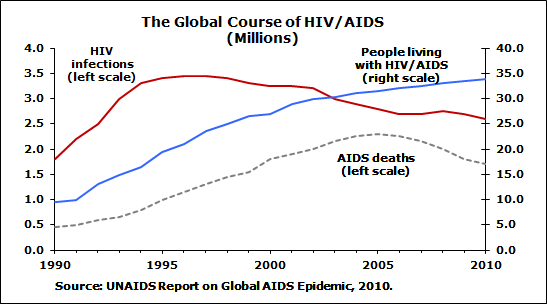 The Global Course of HIV/AIDS
(Millions)
HIV
infections
(left scale)
People living
with HIV/AIDS
(right scale)
AIDS deaths
(left scale)
4.0
3.5
3.0
2.5
2.0
1.5
1.0
0.5
0.0
40.0
35.0
30.0
25.0
20.0
15.0
10.0
5.0
0.0
1990 1995 2000 2005 2010
Source: UNAIDS Report on Global AIDS Epidemic, 2010.